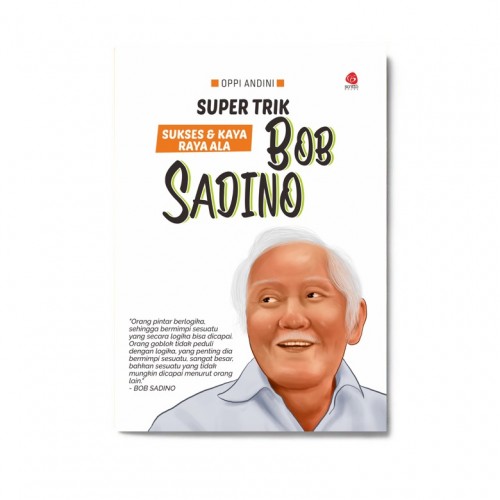 OPPI ANDINI
SUPER TRIK
SUKSES & KAYA
RAYA ALA
BOB
SADINO
"Orang pintar berlogika,
sehingga bermimpi sesuatu
yang secara logika bisa dicapai.
Orang goblok tidak peduli
dengan logika, yang penting dia
bermimpi sesuatu, sangat besar,
bahkan sesuatu yang tidak
mungkin dicapai menurut orang
lain."
- BOB SADINO